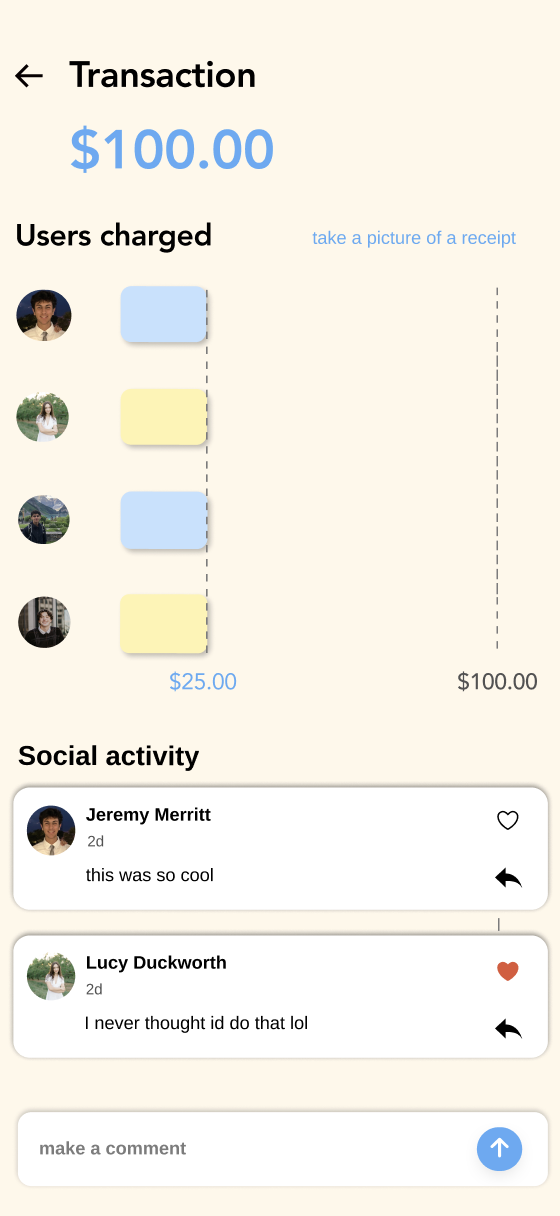 Transaction
$100.00
Users charged
take a picture of a receipt
$25.00
$100.00
Social activity
Jeremy Merritt
2d
this was so cool
Lucy Duckworth
2d
I never thought id do that lol
make a comment